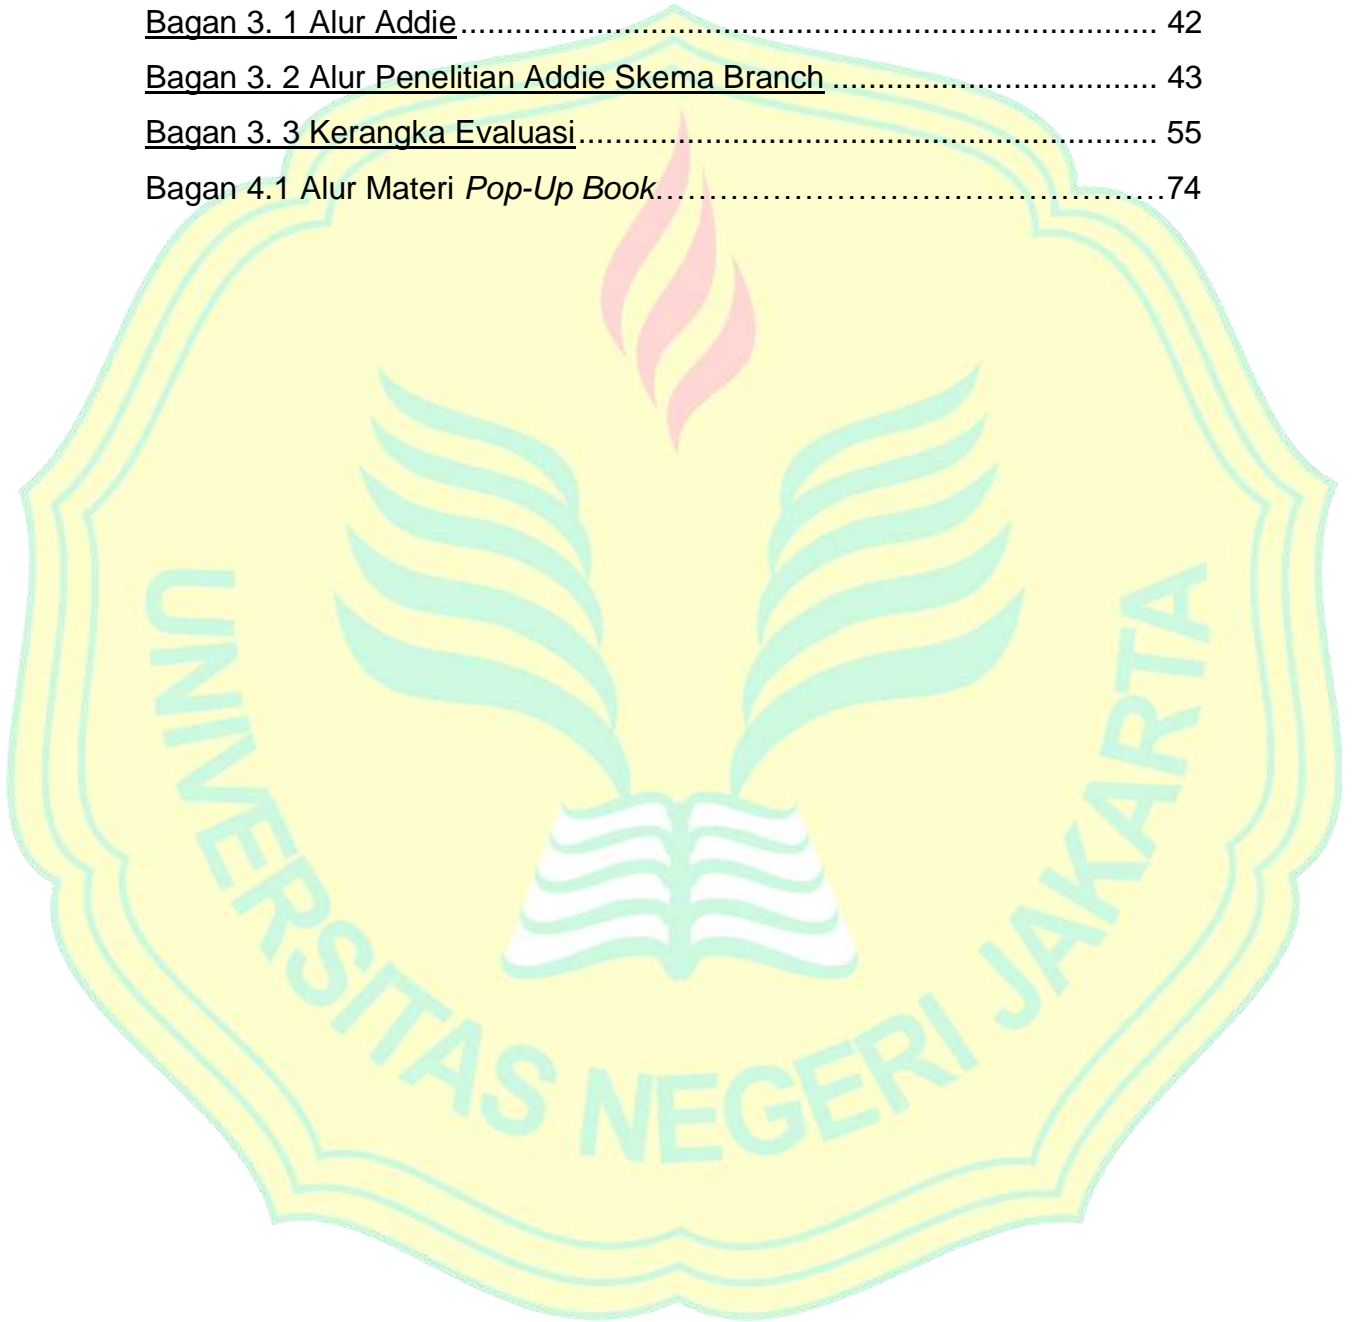 Bagan 3. 1 Alur Addie............................................................................ 42
Bagan 3. 2 Alur Penelitian Addie Skema Branch .................................... 43
Bagan 3. 3 Kerangka Evaluasi................................................................ 55
Bagan 4.1 Alur Materi Pop-Up Book……………………………………………74
UNIVERSITAS NEGERI JAKARTA